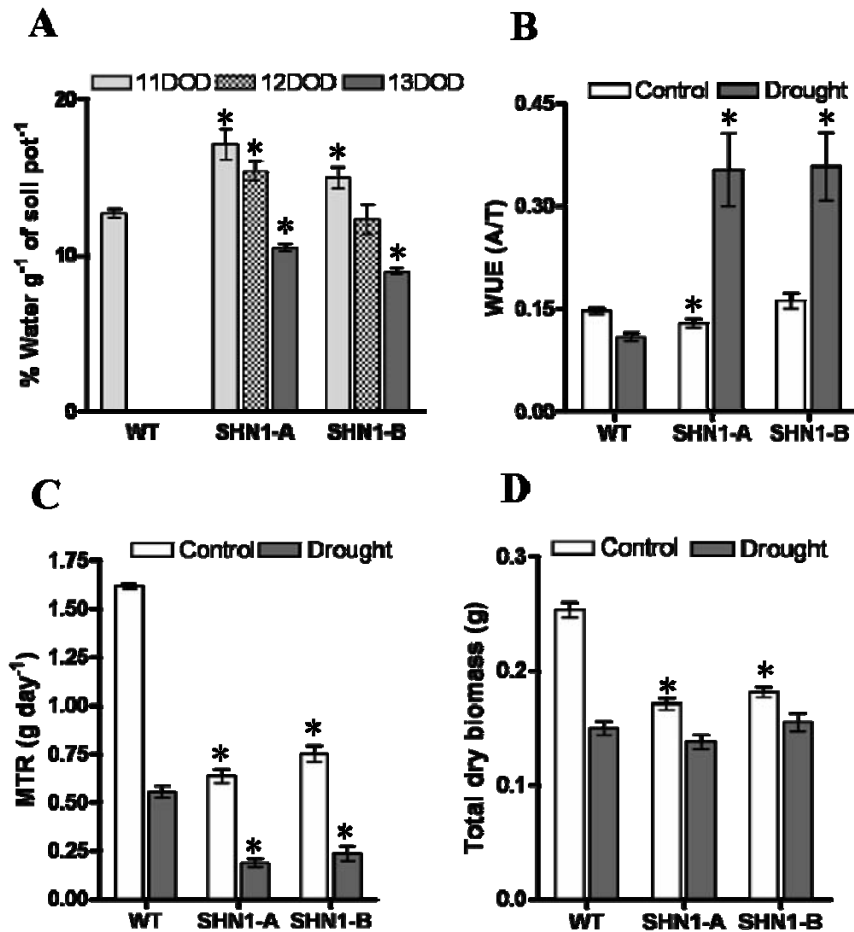 A
11DOD 12DOD 13DOD
% Water g⁻¹ of soil pot⁻¹
20
10
0
* * *
* *
WT SHN1-A SHN1-B
B
Control Drought
WUE (A/T)
0.45
0.30
0.15
0.00
* *
*
WT SHN1-A SHN1-B
C
Control Drought
MTR (g day⁻¹)
1.75
1.50
1.25
1.00
0.75
0.50
0.25
0.00
* *
* *
WT SHN1-A SHN1-B
D
Control Drought
Total dry biomass (g)
0.3
0.2
0.1
0.0
* *
WT SHN1-A SHN1-B